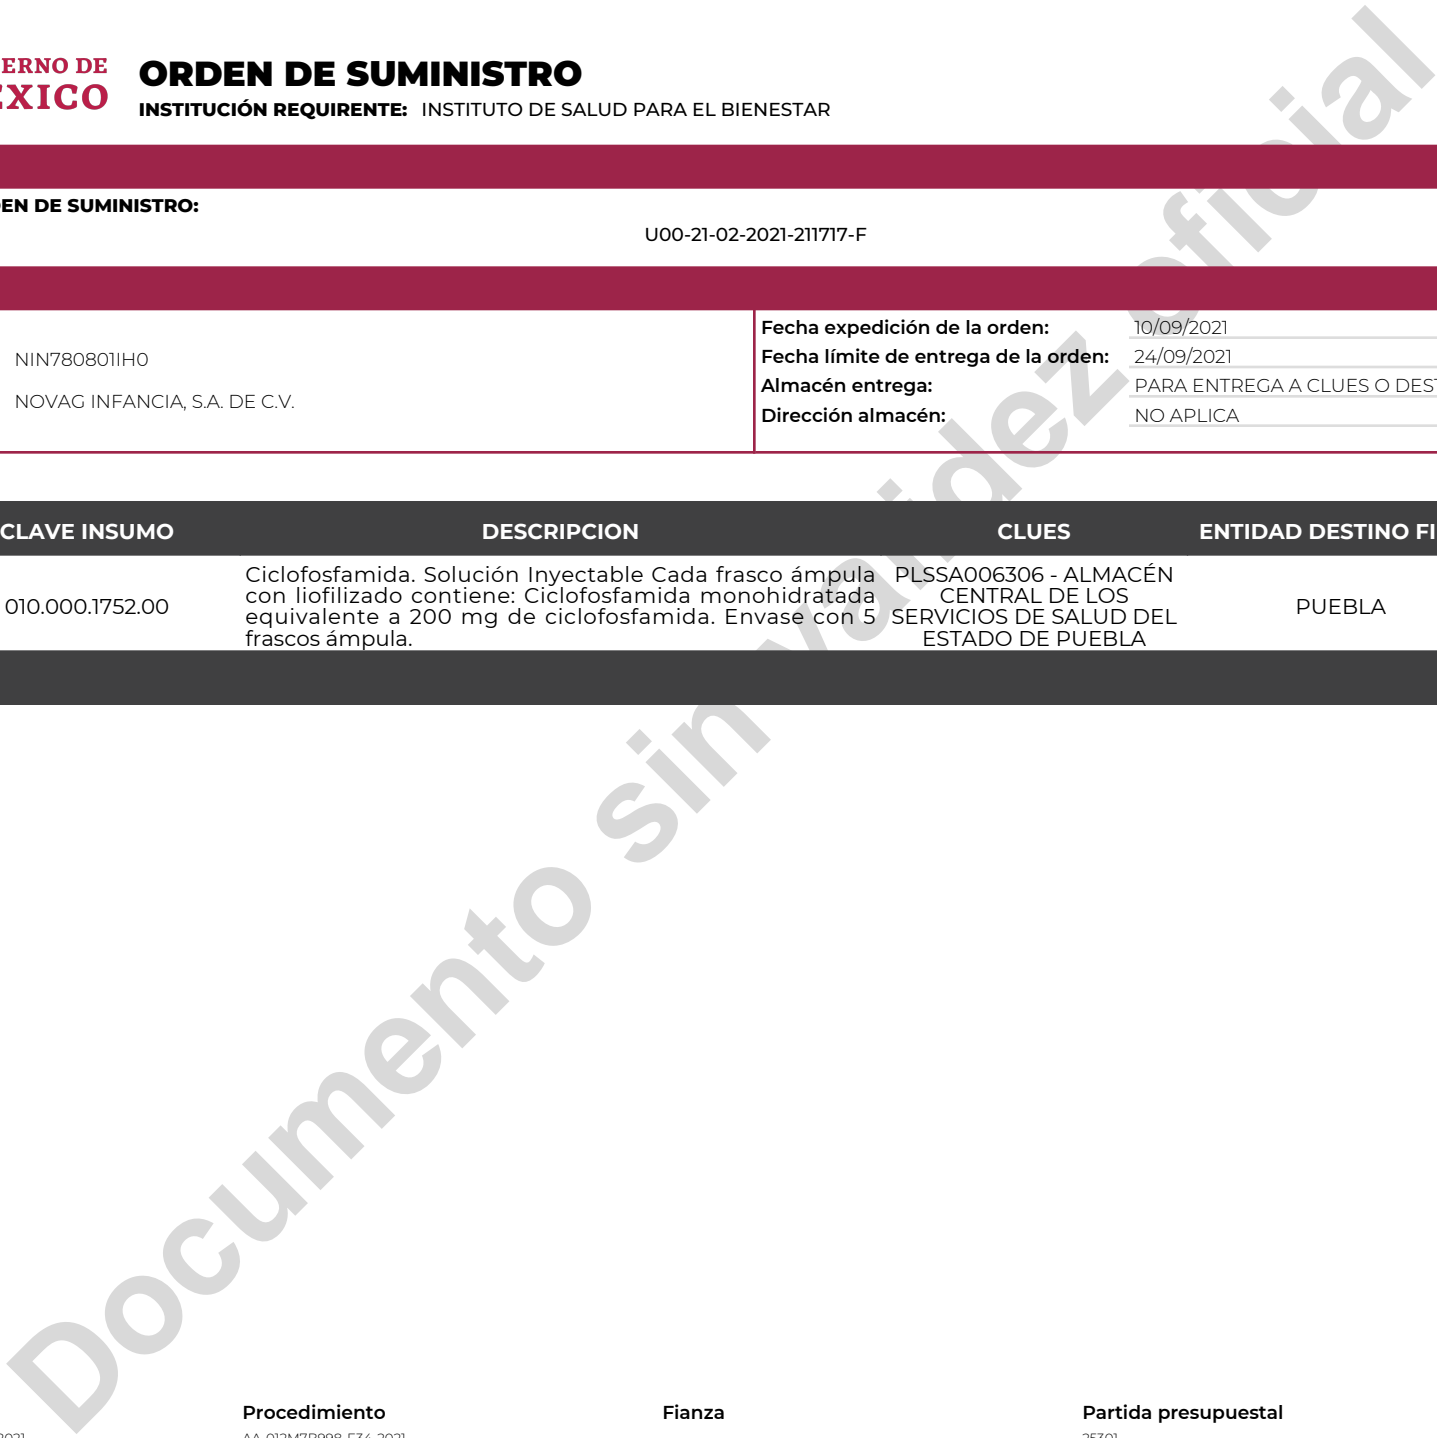 ERNO DE
ÉXICO
ORDEN DE SUMINISTRO
INSTITUCIÓN REQUIRENTE: INSTITUTO DE SALUD PARA EL BIENESTAR
EN DE SUMINISTRO:
U00-21-02-2021-211717-F
NIN780801IH0
NOVAG INFANCIA, S.A. DE C.V.
Fecha expedición de la orden: 10/09/2021
Fecha límite de entrega de la orden: 24/09/2021
Almacén entrega: PARA ENTREGA A CLUES O DEST
Dirección almacén: NO APLICA
CLAVE INSUMO DESCRIPCION CLUES ENTIDAD DESTINO FI
010.000.1752.00
Ciclofosfamida. Solución Inyectable Cada frasco ámpula
con liofilizado contiene: Ciclofosfamida monohidratada
equivalente a 200 mg de ciclofosfamida. Envase con 5
frascos ámpula.
PLSSA006306 - ALMACÉN
CENTRAL DE LOS
SERVICIOS DE SALUD DEL
ESTADO DE PUEBLA
PUEBLA
Documento sin validez oficial
Procedimiento Fianza Partida presupuestal